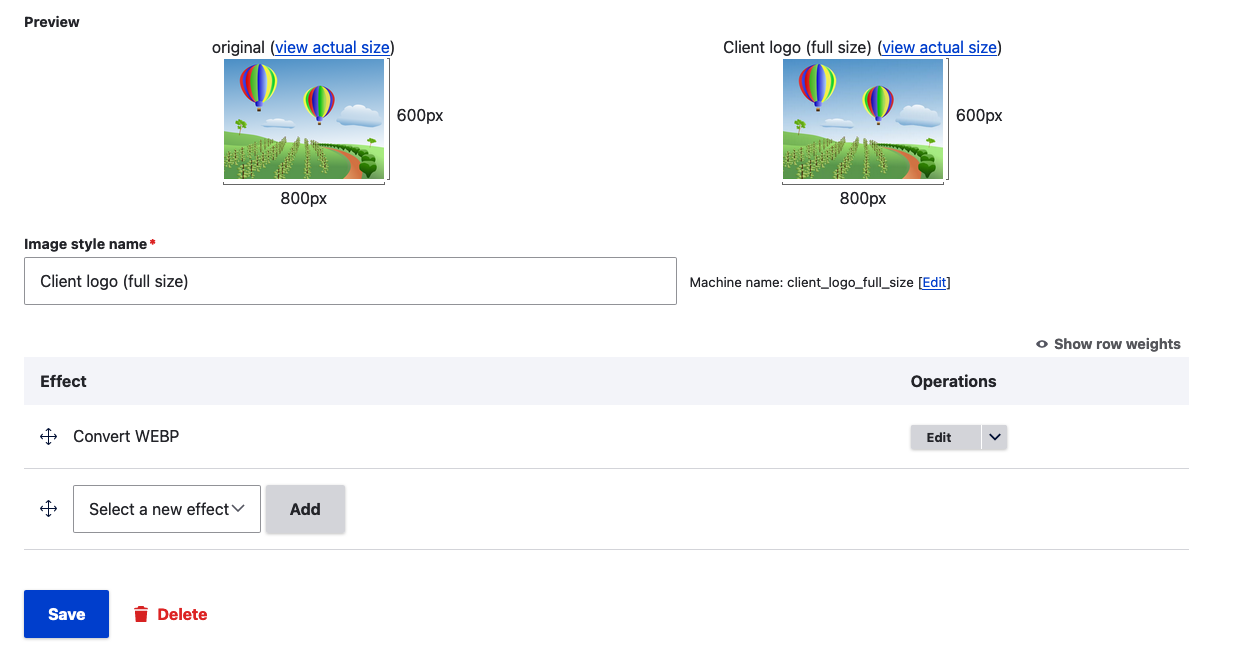 Preview
original (view actual size)
Client logo (full size) (view actual size)
600px
600px
800px
800px
Image style name*
Client logo (full size)
Machine name: client_logo_full_size [Edit]
Show row weights
Effect
Operations
Convert WEBP
Edit
Select a new effect
Add
Save
Delete